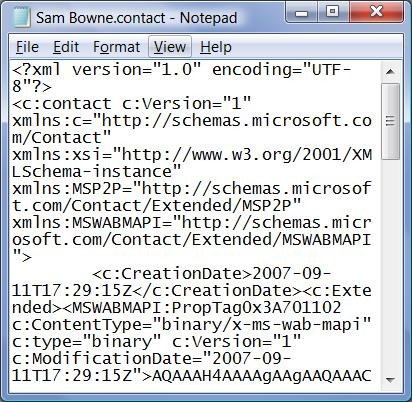 Sam Bowne.contact - Notepad
File Edit Format View Help
<?xml version="1.0" encoding="UTF-
8"?>
<c:contact c:Version="1"
xmlns:c="http://schemas.microsoft.co
m/Contact"
xmlns:xsi="http://www.w3.org/2001/XM
LSchema-instance"
xmlns:MSP2P="http://schemas.microsof
t.com/Contact/Extended/MSP2P"
xmlns:MSWABMAPI="http://schemas.micr
osoft.com/Contact/Extended/MSWABMAPI
">
<c:CreationDate>2007-09-
11T17:29:15Z</c:CreationDate><c:Exte
nded><MSWABMAPI:PropTag0x3A701102
c:ContentType="binary/x-ms-wab-mapi"
c:type="binary" c:Version="1"
c:ModificationDate="2007-09-
11T17:29:15Z">AQAAAH4AAAAgAAgAAQAAAC